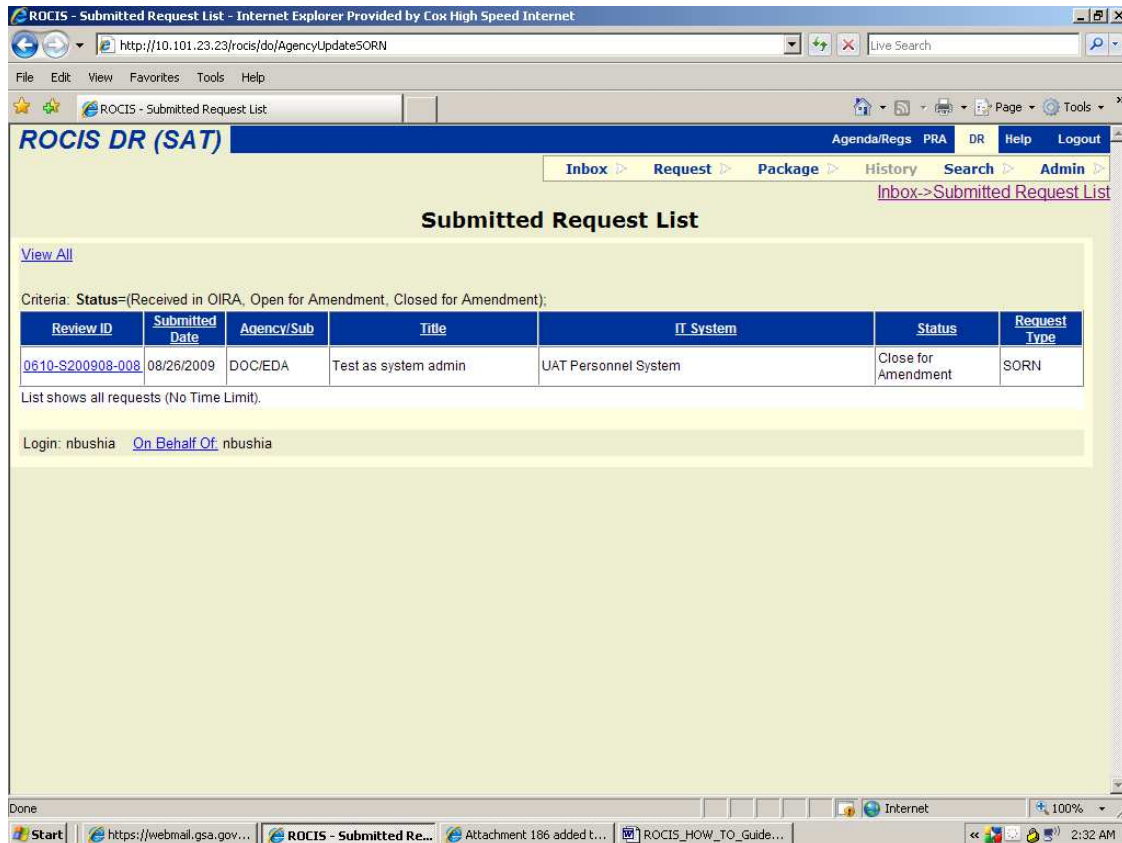 ROCIS - Submitted Request List - Internet Explorer Provided by Cox High Speed Internet
http://10.101.23.23/rocis/do/AgencyUpdateSORN
Live Search
File Edit View Favorites Tools Help
ROCIS - Submitted Request List
Page Tools
ROCIS DR (SAT)
Agenda/Regs PRA DR Help Logout
Inbox Request Package History Search Admin
Inbox->Submitted Request List
Submitted Request List
View All
Criteria: Status=(Received in OIRA, Open for Amendment, Closed for Amendment);
Review ID Submitted Date Agency/Sub Title IT System Status Request Type
0610-S200908-008 08/26/2009 DOC/EDA Test as system admin UAT Personnel System Close for Amendment SORN
List shows all requests (No Time Limit).
Login: nbushia On Behalf Of: nbushia
Done Internet 100%
Start https://webmail.gsa.gov... ROCIS - Submitted Re... Attachment 186 added t... ROCIS_HOW_TO_Guide... 2:32 AM